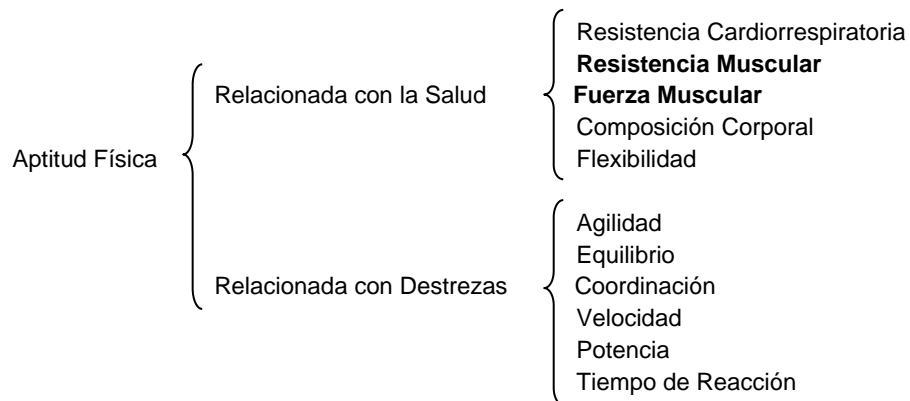 Aptitud Física
Relacionada con la Salud
Resistencia Cardiorrespiratoria
Resistencia Muscular
Fuerza Muscular
Composición Corporal
Flexibilidad
Relacionada con Destrezas
Agilidad
Equilibrio
Coordinación
Velocidad
Potencia
Tiempo de Reacción